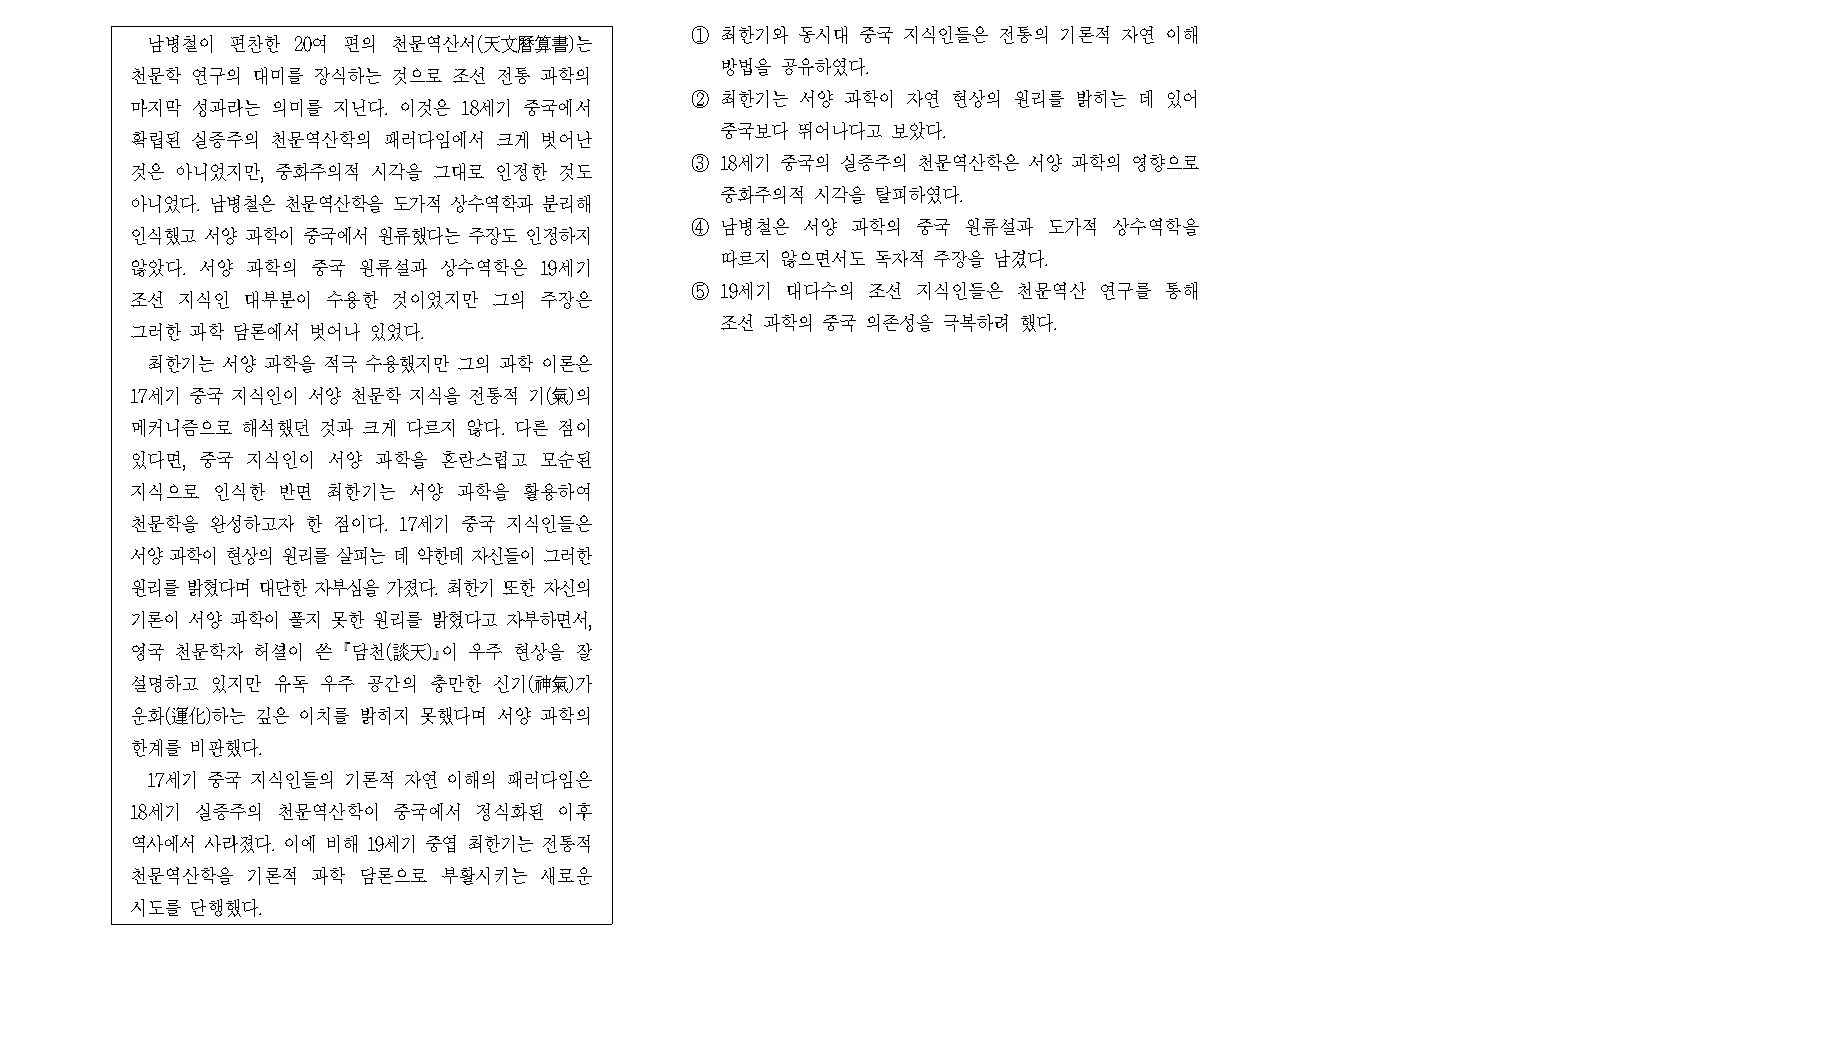 남병철이 편찬한 20여 편의 천문역산서(天文曆算書)는
천문학 연구의 대미를 장식하는 것으로 조선 전통 과학의
마지막 성과라는 의미를 지닌다. 이것은 18세기 중국에서
확립된 실증주의 천문역산학의 패러다임에서 크게 벗어난
것은 아니었지만, 중화주의적 시각을 그대로 인정한 것도
아니었다. 남병철은 천문역산학을 도가적 상수역학과 분리해
인식했고 서양 과학이 중국에서 원류했다는 주장도 인정하지
않았다. 서양 과학의 중국 원류설과 상수역학은 19세기
조선 지식인 대부분이 수용한 것이었지만 그의 주장은
그러한 과학 담론에서 벗어나 있었다.
최한기는 서양 과학을 적극 수용했지만 그의 과학 이론은
17세기 중국 지식인이 서양 천문학 지식을 전통적 기(氣)의
메커니즘으로 해석했던 것과 크게 다르지 않다. 다른 점이
있다면, 중국 지식인이 서양 과학을 혼란스럽고 모순된
지식으로 인식한 반면 최한기는 서양 과학을 활용하여
천문학을 완성하고자 한 점이다. 17세기 중국 지식인들은
서양 과학이 현상의 원리를 살피는 데 약한데 자신들이 그러한
원리를 밝혔다며 대단한 자부심을 가졌다. 최한기 또한 자신의
기론이 서양 과학이 풀지 못한 원리를 밝혔다고 자부하면서,
영국 천문학자 허셜이 쓴 『담천(談天)』이 우주 현상을 잘
설명하고 있지만 유독 우주 공간의 충만한 신기(神氣)가
운화(運化)하는 깊은 이치를 밝히지 못했다며 서양 과학의
한계를 비판했다.
17세기 중국 지식인들의 기론적 자연 이해의 패러다임은
18세기 실증주의 천문역산학이 중국에서 정식화된 이후
역사에서 사라졌다. 이에 비해 19세기 중엽 최한기는 전통적
천문역산학을 기론적 과학 담론으로 부활시키는 새로운
시도를 단행했다.
① 최한기와 동시대 중국 지식인들은 전통의 기론적 자연 이해
방법을 공유하였다.
② 최한기는 서양 과학이 자연 현상의 원리를 밝히는 데 있어
중국보다 뛰어나다고 보았다.
③ 18세기 중국의 실증주의 천문역산학은 서양 과학의 영향으로
중화주의적 시각을 탈피하였다.
④ 남병철은 서양 과학의 중국 원류설과 도가적 상수역학을
따르지 않으면서도 독자적 주장을 남겼다.
⑤ 19세기 대다수의 조선 지식인들은 천문역산 연구를 통해
조선 과학의 중국 의존성을 극복하려 했다.